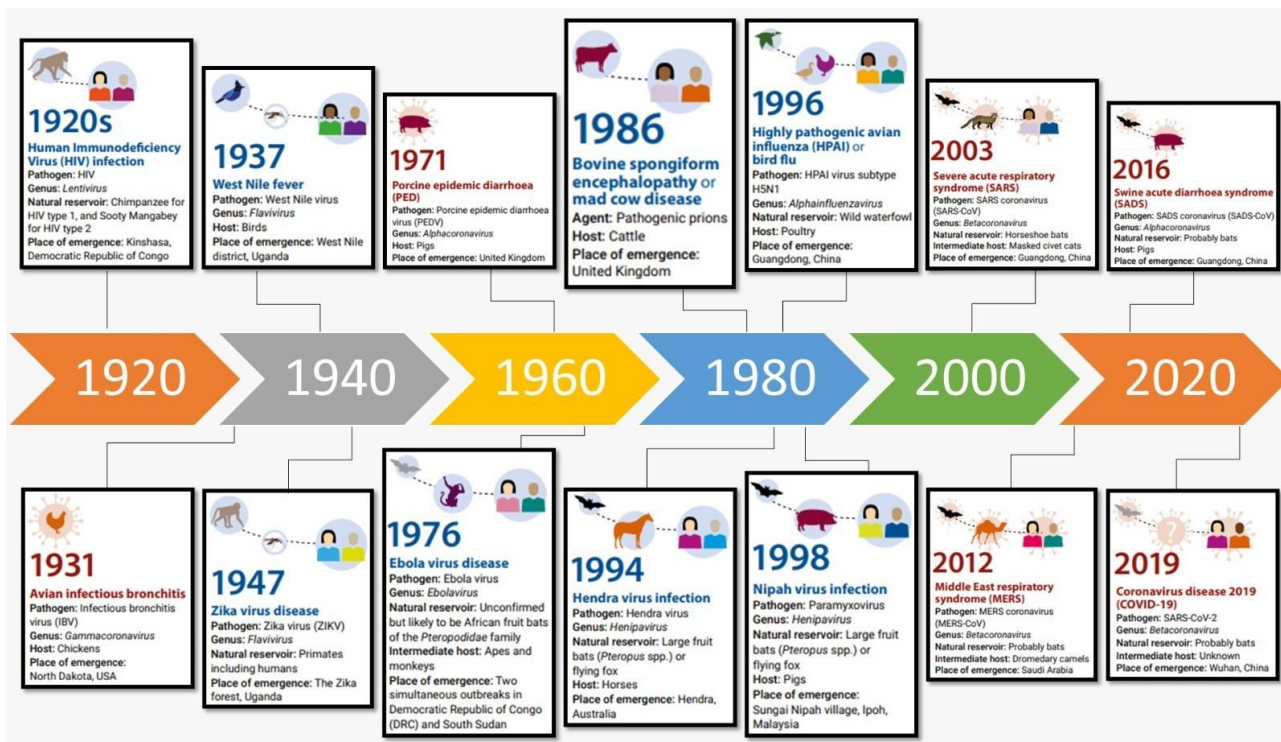 1920s
Human Immunodeficiency
Virus (HIV) infection
Pathogen: HIV
Genus: Lentivirus
Natural reservoir: Chimpanzee for
HIV type 1, and Sooty Mangabey
for HIV type 2
Place of emergence: Kinshasa,
Democratic Republic of Congo
1937
West Nile fever
Pathogen: West Nile virus
Genus: Flavivirus
Host: Birds
Place of emergence: West Nile
district, Uganda
1971
Porcine epidemic diarrhoea
(PED)
Pathogen: Porcine epidemic diarrhoea
virus (PEDV)
Genus: Alphacoronavirus
Host: Pigs
Place of emergence: United Kingdom
1986
Bovine spongiform
encephalopathy or
mad cow disease
Agent: Pathogenic prions
Host: Cattle
Place of emergence:
United Kingdom
1996
Highly pathogenic avian
influenza (HPAI) or
bird flu
Pathogen: HPAI virus subtype
H5N1
Genus: Alphainfluenzavirus
Natural reservoir: Wild waterfowl
Host: Poultry
Place of emergence:
Guangdong, China
2003
Severe acute respiratory
syndrome (SARS)
Pathogen: SARS coronavirus
(SARS-CoV)
Genus: Betacoronavirus
Natural reservoir: Horseshoe bats
Intermediate host: Masked civet cats
Place of emergence: Guangdong, China
2016
Swine acute diarrhoea syndrome
(SADS)
Pathogen: SADS coronavirus (SADS-CoV)
Genus: Alphacoronavirus
Natural reservoir: Probably bats
Host: Pigs
Place of emergence: Guangdong, China
1920
1940
1960
1980
2000
2020
1931
Avian infectious bronchitis
Pathogen: Infectious bronchitis
virus (IBV)
Genus: Gammacoronavirus
Host: Chickens
Place of emergence:
North Dakota, USA
1947
Zika virus disease
Pathogen: Zika virus (ZIKV)
Genus: Flavivirus
Natural reservoir: Primates
including humans
Place of emergence: The Zika
forest, Uganda
1976
Ebola virus disease
Pathogen: Ebola virus
Genus: Ebolavirus
Natural reservoir: Unconfirmed
but likely to be African fruit bats
of the Pteropodidae family
Intermediate host: Apes and
monkeys
Place of emergence: Two
simultaneous outbreaks in
Democratic Republic of Congo
(DRC) and South Sudan
1994
Hendra virus infection
Pathogen: Hendra virus
Genus: Henipavirus
Natural reservoir: Large fruit
bats (Pteropus spp.) or
flying fox
Host: Horses
Place of emergence: Hendra,
Australia
1998
Nipah virus infection
Pathogen: Paramyxovirus
Genus: Henipavirus
Natural reservoir: Large fruit
bats (Pteropus spp.) or
flying fox
Host: Pigs
Place of emergence:
Sungai Nipah village, Ipoh,
Malaysia
2012
Middle East respiratory
syndrome (MERS)
Pathogen: MERS coronavirus
(MERS-CoV)
Genus: Betacoronavirus
Natural reservoir: Probably bats
Intermediate host: Dromedary camels
Place of emergence: Saudi Arabia
?
2019
Coronavirus disease 2019
(COVID-19)
Pathogen: SARS-CoV-2
Genus: Betacoronavirus
Natural reservoir: Probably bats
Intermediate host: Unknown
Place of emergence: Wuhan, China